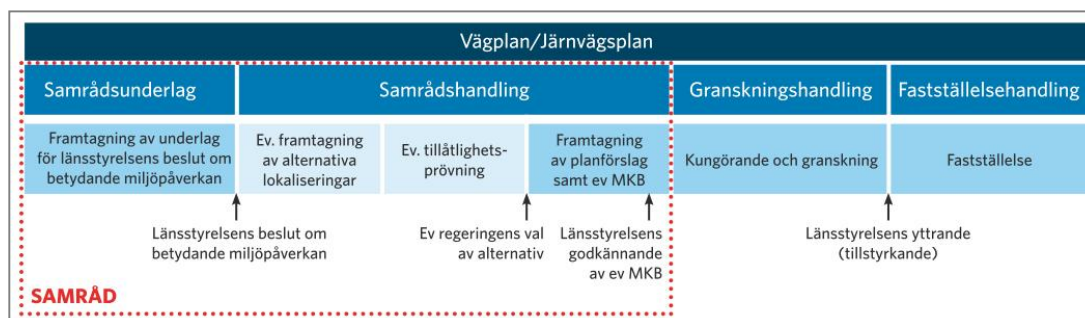 Vägplan/Järnvägsplan
Samrådsunderlag
Samrådshandling
Granskningshandling
Fastställelsehandling
Framtagning av underlag
för länsstyrelsens beslut om
betydande miljöpåverkan
Ev. framtagning
av alternativa
lokaliseringar
Ev. tillåtlighets-
prövning
Framtagning
av planförslag
samt ev MKB
Kungörande och granskning
Fastställelse
Länsstyrelsens beslut om
betydande miljöpåverkan
Ev regeringens val
av alternativ
Länsstyrelsens
godkännande
av ev MKB
Länsstyrelsens yttrande
(tillstyrkande)
SAMRÅD